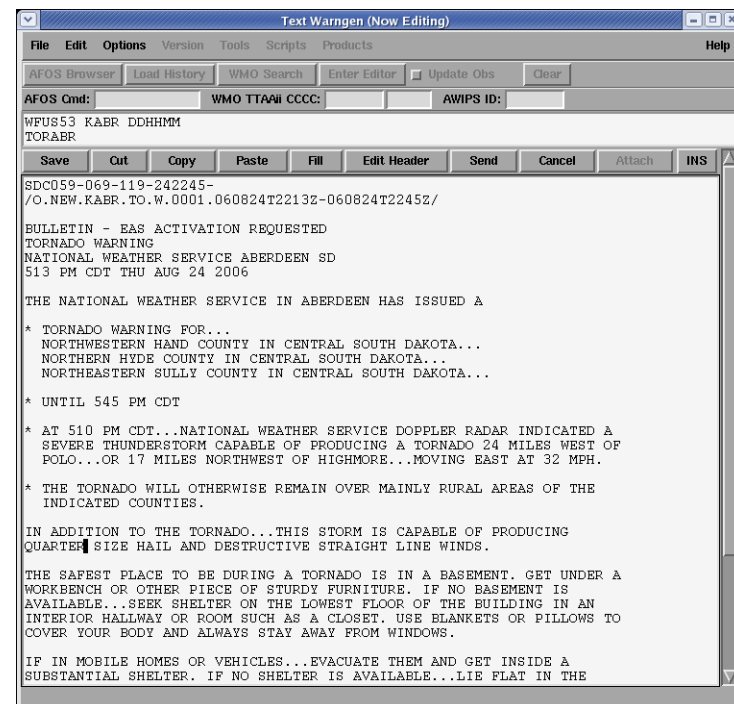 Text Warngen (Now Editing)
File Edit Options Version Tools Scripts Products Help
AFOS Browser Load History WMO Search Enter Editor Update Obs Clear
AFOS Cmd: WMO TTAAii CCCC: AWIPS ID:
WFUS53 KABR DDHHMM
TORABR
Save Cut Copy Paste Fill Edit Header Send Cancel Attach INS
SDC059-069-119-242245-
/O.NEW.KABR.TO.W.0001.060824T2213Z-060824T2245Z/
BULLETIN - EAS ACTIVATION REQUESTED
TORNADO WARNING
NATIONAL WEATHER SERVICE ABERDEEN SD
513 PM CDT THU AUG 24 2006
THE NATIONAL WEATHER SERVICE IN ABERDEEN HAS ISSUED A
* TORNADO WARNING FOR...
NORTHWESTERN HAND COUNTY IN CENTRAL SOUTH DAKOTA...
NORTHERN HYDE COUNTY IN CENTRAL SOUTH DAKOTA...
NORTHEASTERN SULLY COUNTY IN CENTRAL SOUTH DAKOTA...
* UNTIL 545 PM CDT
* AT 510 PM CDT...NATIONAL WEATHER SERVICE DOPPLER RADAR INDICATED A
SEVERE THUNDERSTORM CAPABLE OF PRODUCING A TORNADO 24 MILES WEST OF
POLO...OR 17 MILES NORTHWEST OF HIGHMORE...MOVING EAST AT 32 MPH.
* THE TORNADO WILL OTHERWISE REMAIN OVER MAINLY RURAL AREAS OF THE
INDICATED COUNTIES.
IN ADDITION TO THE TORNADO...THIS STORM IS CAPABLE OF PRODUCING
QUARTER SIZE HAIL AND DESTRUCTIVE STRAIGHT LINE WINDS.
THE SAFEST PLACE TO BE DURING A TORNADO IS IN A BASEMENT. GET UNDER A
WORKBENCH OR OTHER PIECE OF STURDY FURNITURE. IF NO BASEMENT IS
AVAILABLE...SEEK SHELTER ON THE LOWEST FLOOR OF THE BUILDING IN AN
INTERIOR HALLWAY OR ROOM SUCH AS A CLOSET. USE BLANKETS OR PILLOWS TO
COVER YOUR BODY AND ALWAYS STAY AWAY FROM WINDOWS.
IF IN MOBILE HOMES OR VEHICLES...EVACUATE THEM AND GET INSIDE A
SUBSTANTIAL SHELTER. IF NO SHELTER IS AVAILABLE...LIE FLAT IN THE